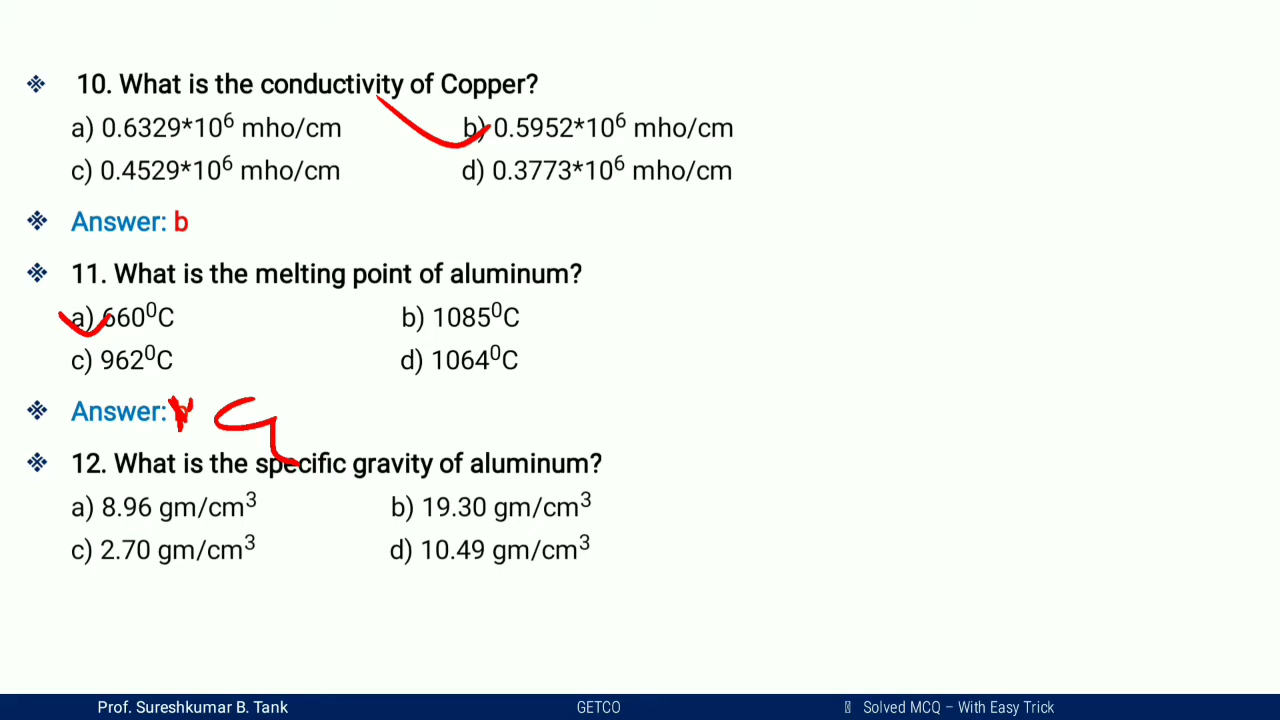 ❖ 10. What is the conductivity of Copper?
a) 0.6329*10⁶ mho/cm b) 0.5952*10⁶ mho/cm
c) 0.4529*10⁶ mho/cm d) 0.3773*10⁶ mho/cm
❖ Answer: b
❖ 11. What is the melting point of aluminum?
a) 660⁰C b) 1085⁰C
c) 962⁰C d) 1064⁰C
❖ Answer:
❖ 12. What is the specific gravity of aluminum?
a) 8.96 gm/cm³ b) 19.30 gm/cm³
c) 2.70 gm/cm³ d) 10.49 gm/cm³
Prof. Sureshkumar B. Tank GETCO Solved MCQ – With Easy Trick